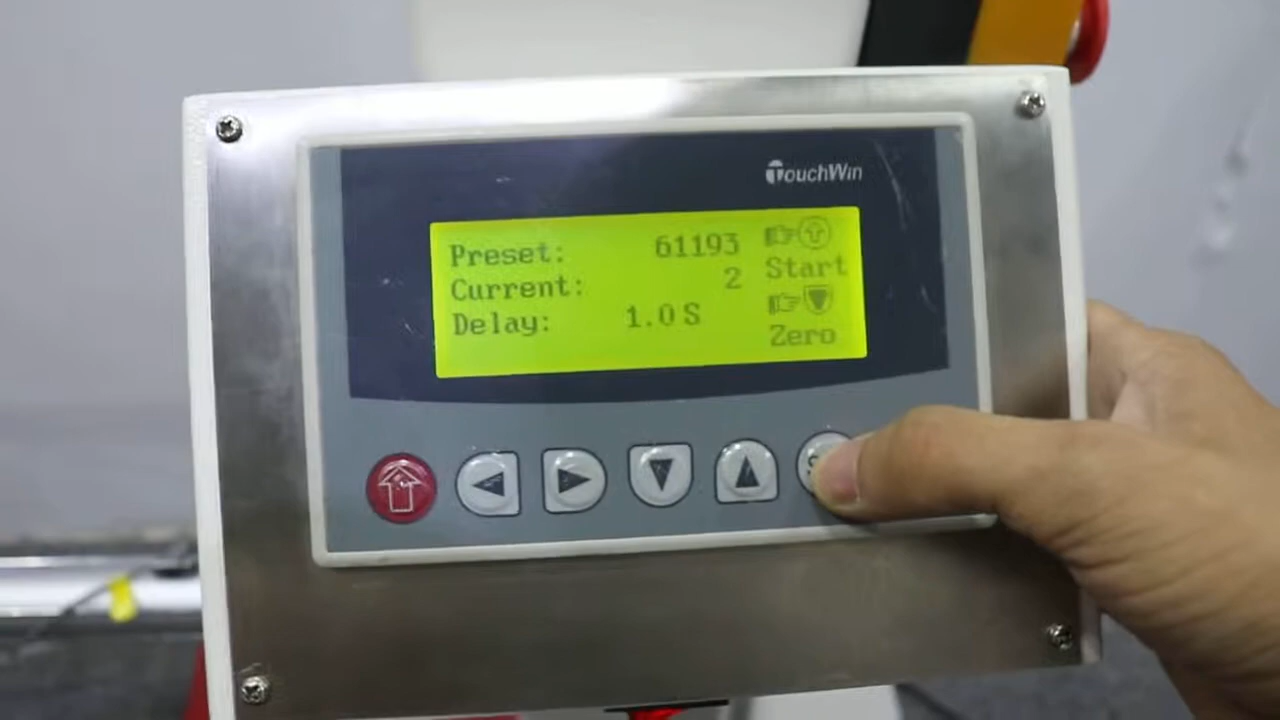 TouchWin
Preset: 61193
Current: 2
Delay: 1.0 S
Start
Zero